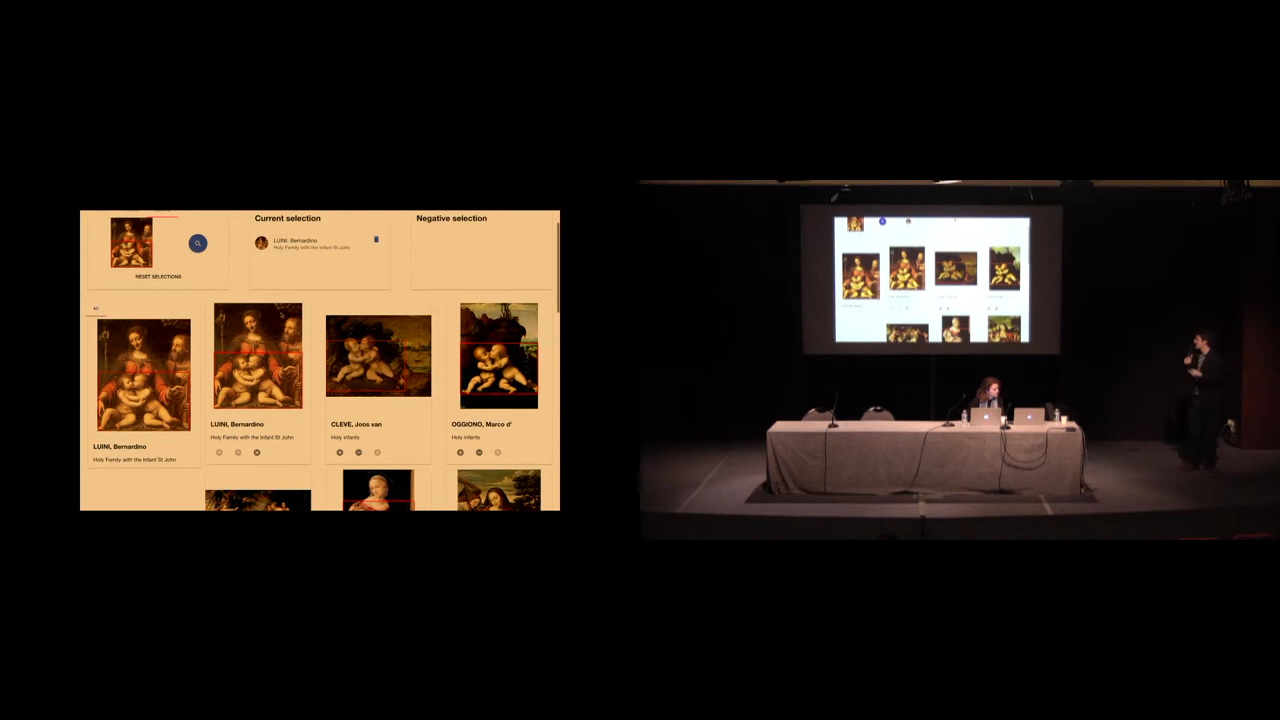 Current selection
Negative selection
LUINI, Bernardino
Holy Family with the infant St John
RESET SELECTIONS
40
LUINI, Bernardino
Holy Family with the Infant St John
LUINI, Bernardino
Holy Family with the Infant St John
CLEVE, Joos van
Holy infants
OGGIONO, Marco d'
Holy infants